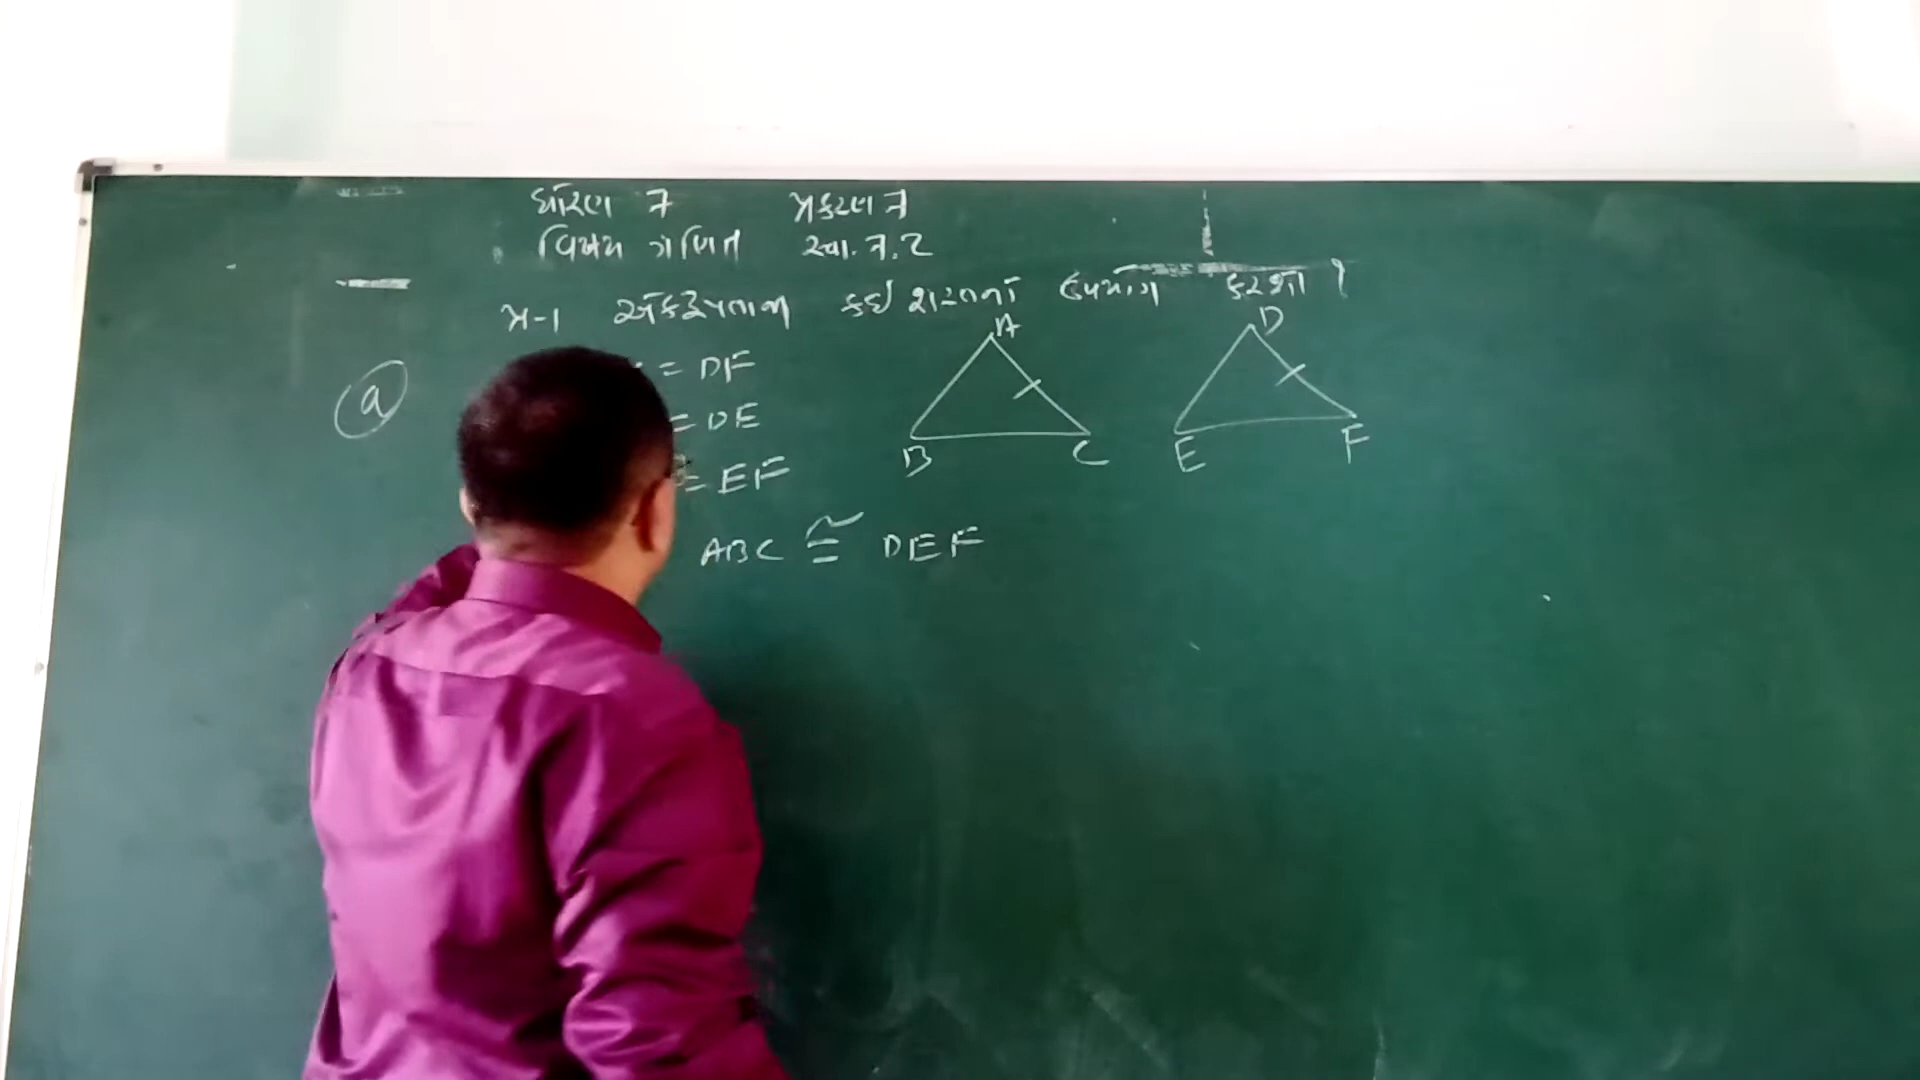 ધોરણ 7 પ્રકરણ 7
વિષય ગણિત સ્વા. 7.2
પ્ર-1 એકરૂપતાની કઈ શરતનો ઉપયોગ કરશો ?
a
= DF
= DE
= EF
A
B C
D
E F
ABC ≅ DEF